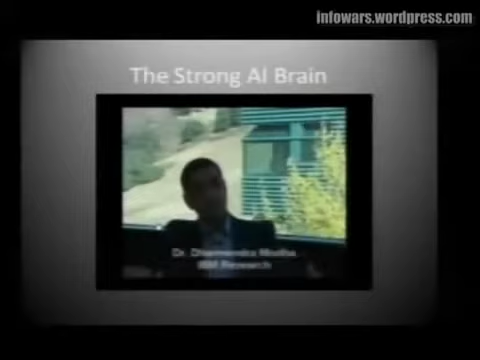 infowars.wordpress.com
The Strong AI Brain
Dr. Dharmendra Modha
IBM Research